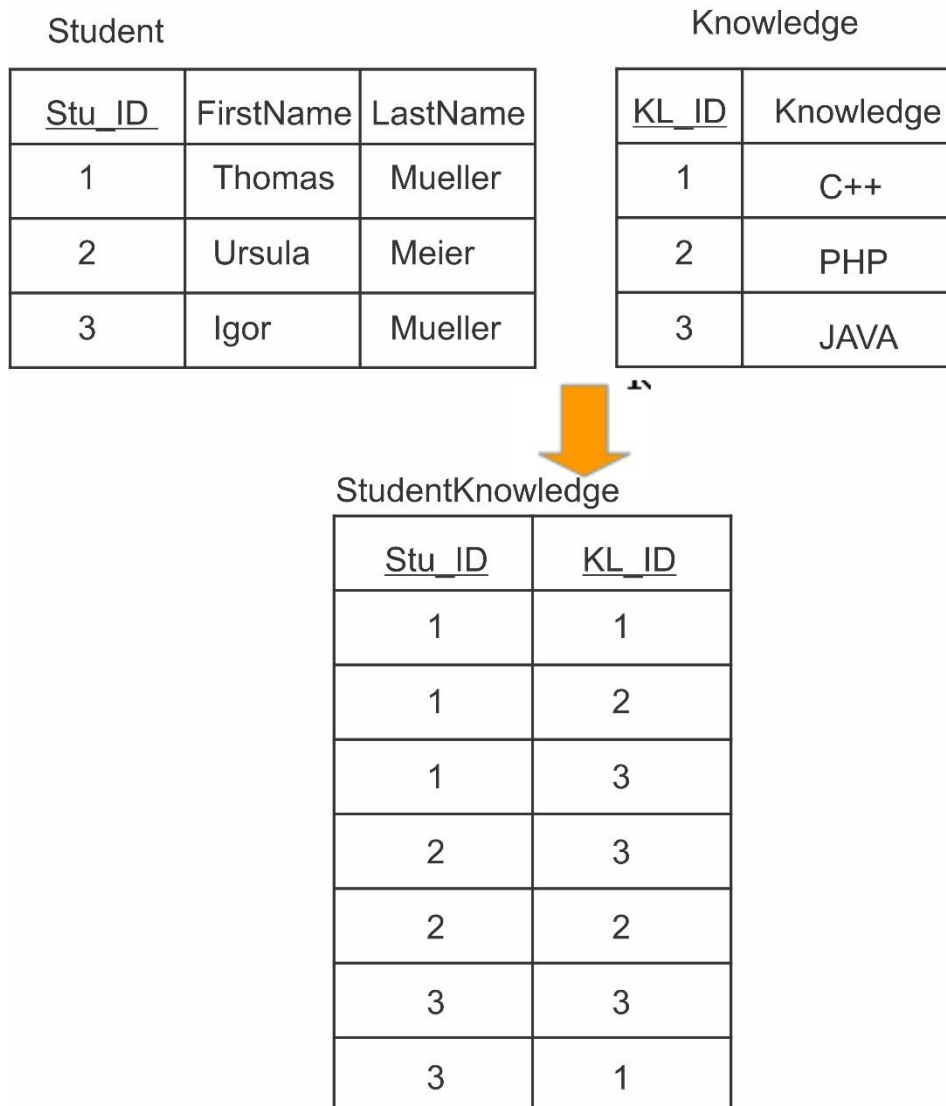 Student
Stu_ID FirstName LastName
1 Thomas Mueller
2 Ursula Meier
3 Igor Mueller
Knowledge
KL_ID Knowledge
1 C++
2 PHP
3 JAVA
StudentKnowledge
Stu_ID KL_ID
1 1
1 2
1 3
2 3
2 2
3 3
3 1